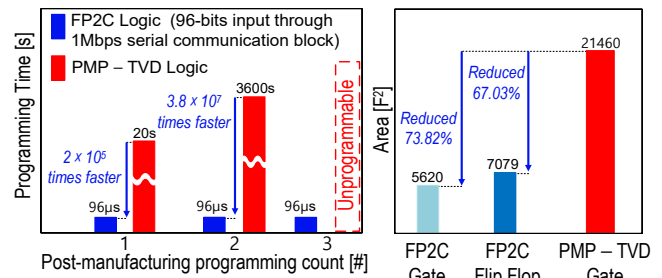 FP2C Logic (96-bits input through
1Mbps serial communication block)
PMP – TVD Logic
Programming Time [s]
2 × 10⁵
times faster
3.8 × 10⁷
times faster
96µs
20s
96µs
3600s
96µs
Unprogrammable
1
2
3
Post-manufacturing programming count [#]
Area [F²]
21460
Reduced
67.03%
Reduced
73.82%
5620
7079
FP2C
Gate
FP2C
Flip Flop
PMP – TVD
Gate